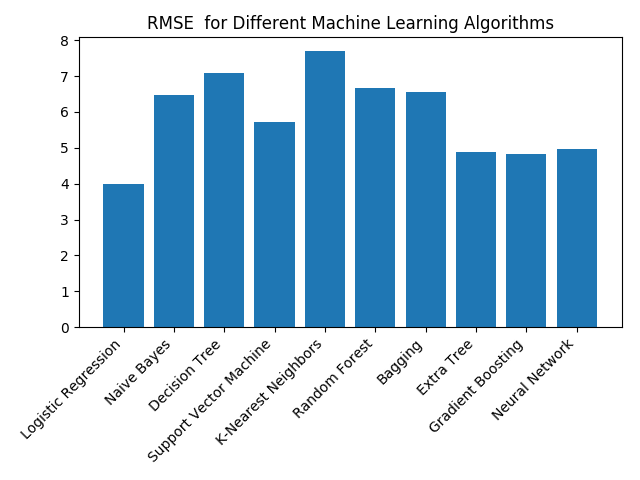 RMSE  for Different Machine Learning Algorithms
8
7
6
5
4
3
2
1
0
Logistic Regression
Naive Bayes
Decision Tree
Support Vector Machine
K-Nearest Neighbors
Random Forest
Bagging
Extra Tree
Gradient Boosting
Neural Network